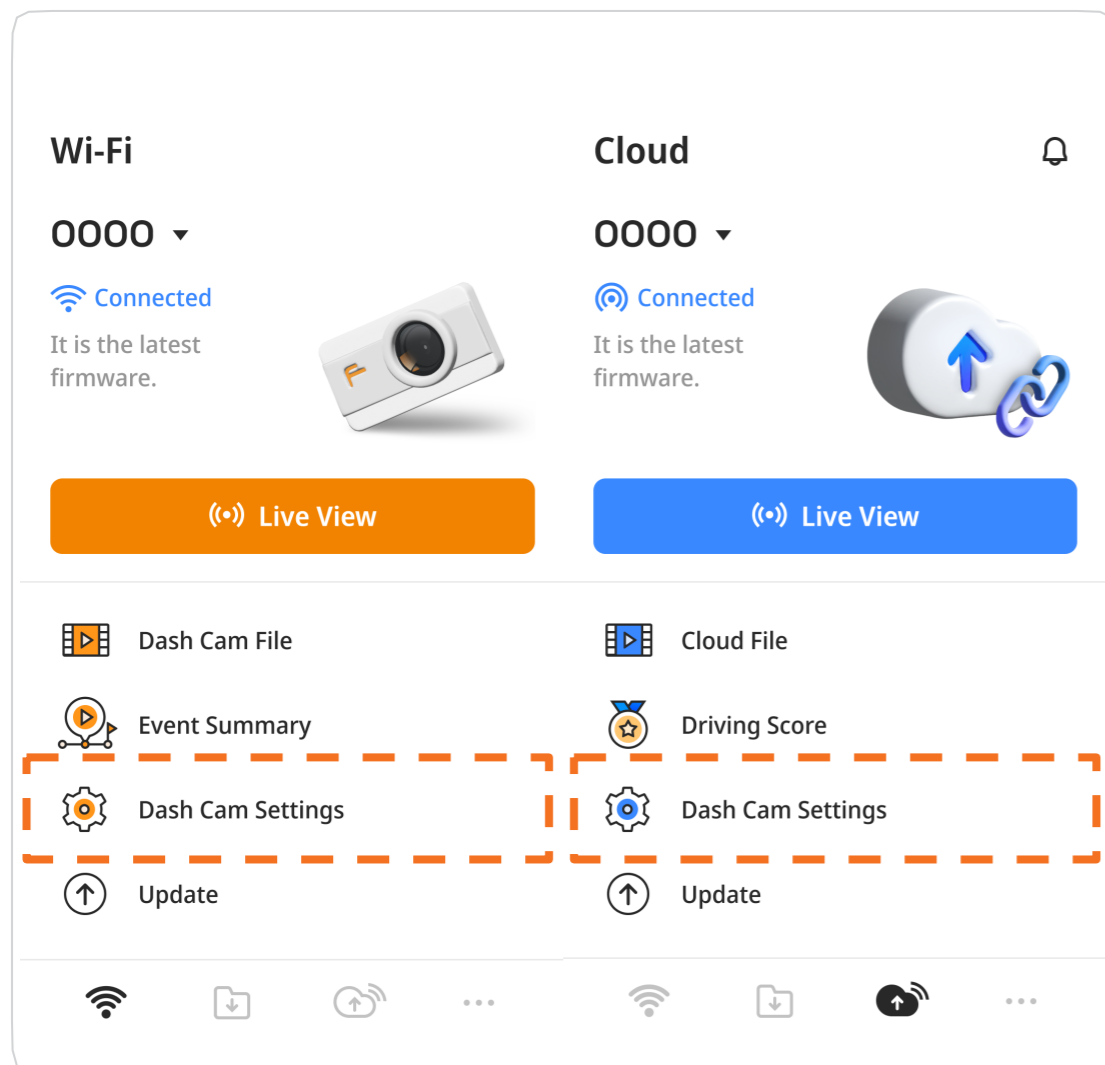 Wi-Fi
OOOO
Connected
It is the latest
firmware.
Live View
Dash Cam File
Event Summary
Dash Cam Settings
Update
Cloud
OOOO
Connected
It is the latest
firmware.
Live View
Cloud File
Driving Score
Dash Cam Settings
Update